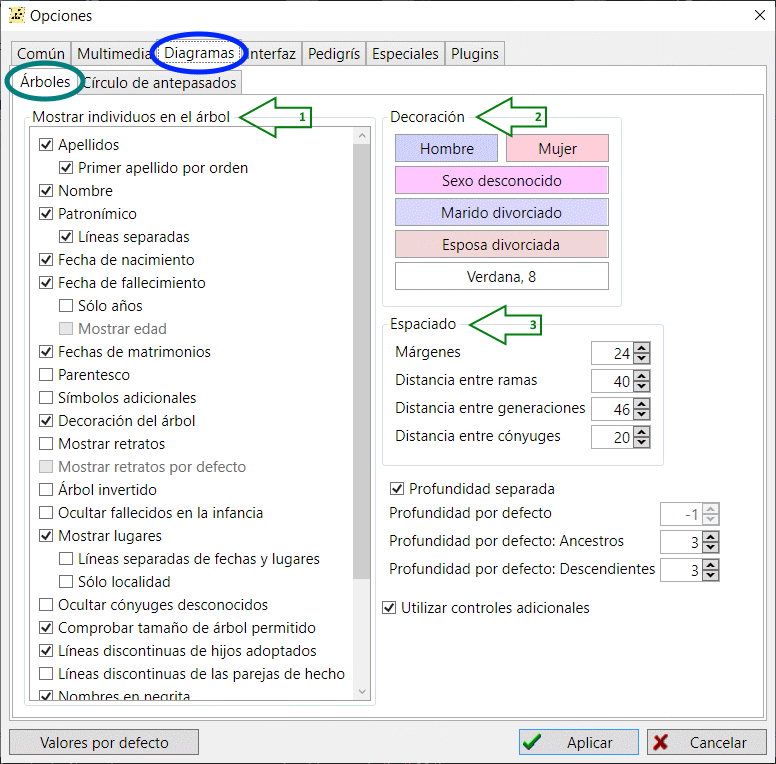 Opciones
Común Multimedia Diagramas Interfaz Pedigrís Especiales Plugins
Árboles Círculo de antepasados
Mostrar individuos en el árbol 1
Apellidos
Primer apellido por orden
Nombre
Patronímico
Líneas separadas
Fecha de nacimiento
Fecha de fallecimiento
Sólo años
Mostrar edad
Fechas de matrimonios
Parentesco
Símbolos adicionales
Decoración del árbol
Mostrar retratos
Mostrar retratos por defecto
Árbol invertido
Ocultar fallecidos en la infancia
Mostrar lugares
Líneas separadas de fechas y lugares
Sólo localidad
Ocultar cónyuges desconocidos
Comprobar tamaño de árbol permitido
Líneas discontinuas de hijos adoptados
Líneas discontinuas de las parejas de hecho
Nombres en negrita
Decoración 2
Hombre Mujer
Sexo desconocido
Marido divorciado
Esposa divorciada
Verdana, 8
Espaciado 3
Márgenes 24
Distancia entre ramas 40
Distancia entre generaciones 46
Distancia entre cónyuges 20
Profundidad separada
Profundidad por defecto -1
Profundidad por defecto: Ancestros 3
Profundidad por defecto: Descendientes 3
Utilizar controles adicionales
Valores por defecto Aplicar Cancelar